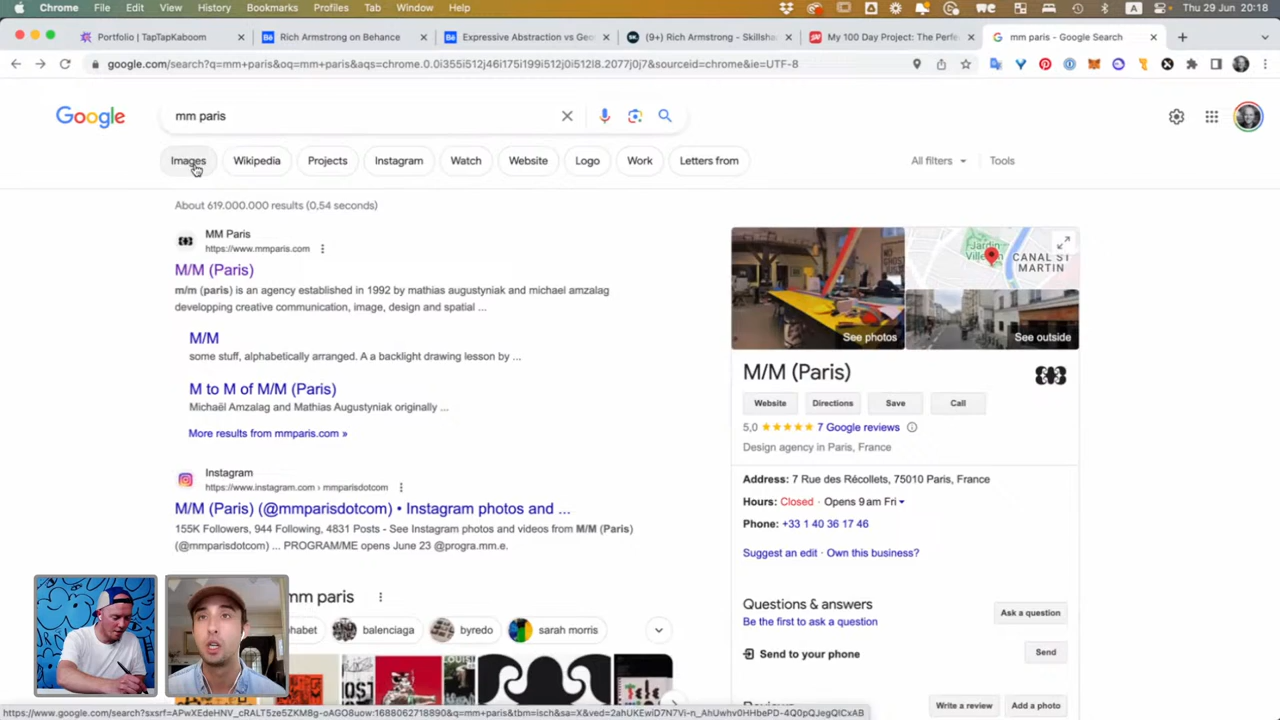 Chrome File Edit View History Bookmarks Profiles Tab Window Help Thu 29 Jun 20:18
Portfolio | TapTapKaboom Rich Armstrong on Behance Expressive Abstraction vs Geo (9+) Rich Armstrong - Skillsha My 100 Day Project: The Perfe mm paris - Google Search
google.com/search?q=mm+paris&oq=mm+paris&aqs=chrome.0.0i355i512j46i175i199i512j0i512l8.2077j0j7&sourceid=chrome&ie=UTF-8
Google mm paris
Images Wikipedia Projects Instagram Watch Website Logo Work Letters from All filters Tools
About 619.000.000 results (0,54 seconds)
MM Paris
https://www.mmparis.com
M/M (Paris)
m/m (paris) is an agency established in 1992 by mathias augustyniak and michael amzalag
developping creative communication, image, design and spatial ...
M/M
some stuff, alphabetically arranged. A a backlight drawing lesson by ...
M to M of M/M (Paris)
Michaël Amzalag and Mathias Augustyniak originally ...
More results from mmparis.com »
Instagram
https://www.instagram.com › mmparisdotcom
M/M (Paris) (@mmparisdotcom) • Instagram photos and ...
155K Followers, 944 Following, 4831 Posts - See Instagram photos and videos from M/M (Paris)
(@mmparisdotcom) ... PROGRAM/ME opens June 23 @progra.mm.e.
mm paris
balenciaga byredo sarah morris
CANAL ST
MARTIN
See photos See outside
M/M (Paris)
Website Directions Save Call
5,0 ★★★★★ 7 Google reviews
Design agency in Paris, France
Address: 7 Rue des Récollets, 75010 Paris, France
Hours: Closed · Opens 9 am Fri
Phone: +33 1 40 36 17 46
Suggest an edit · Own this business?
Questions & answers
Be the first to ask a question
Ask a question
Send to your phone
Send
Write a review Add a photo